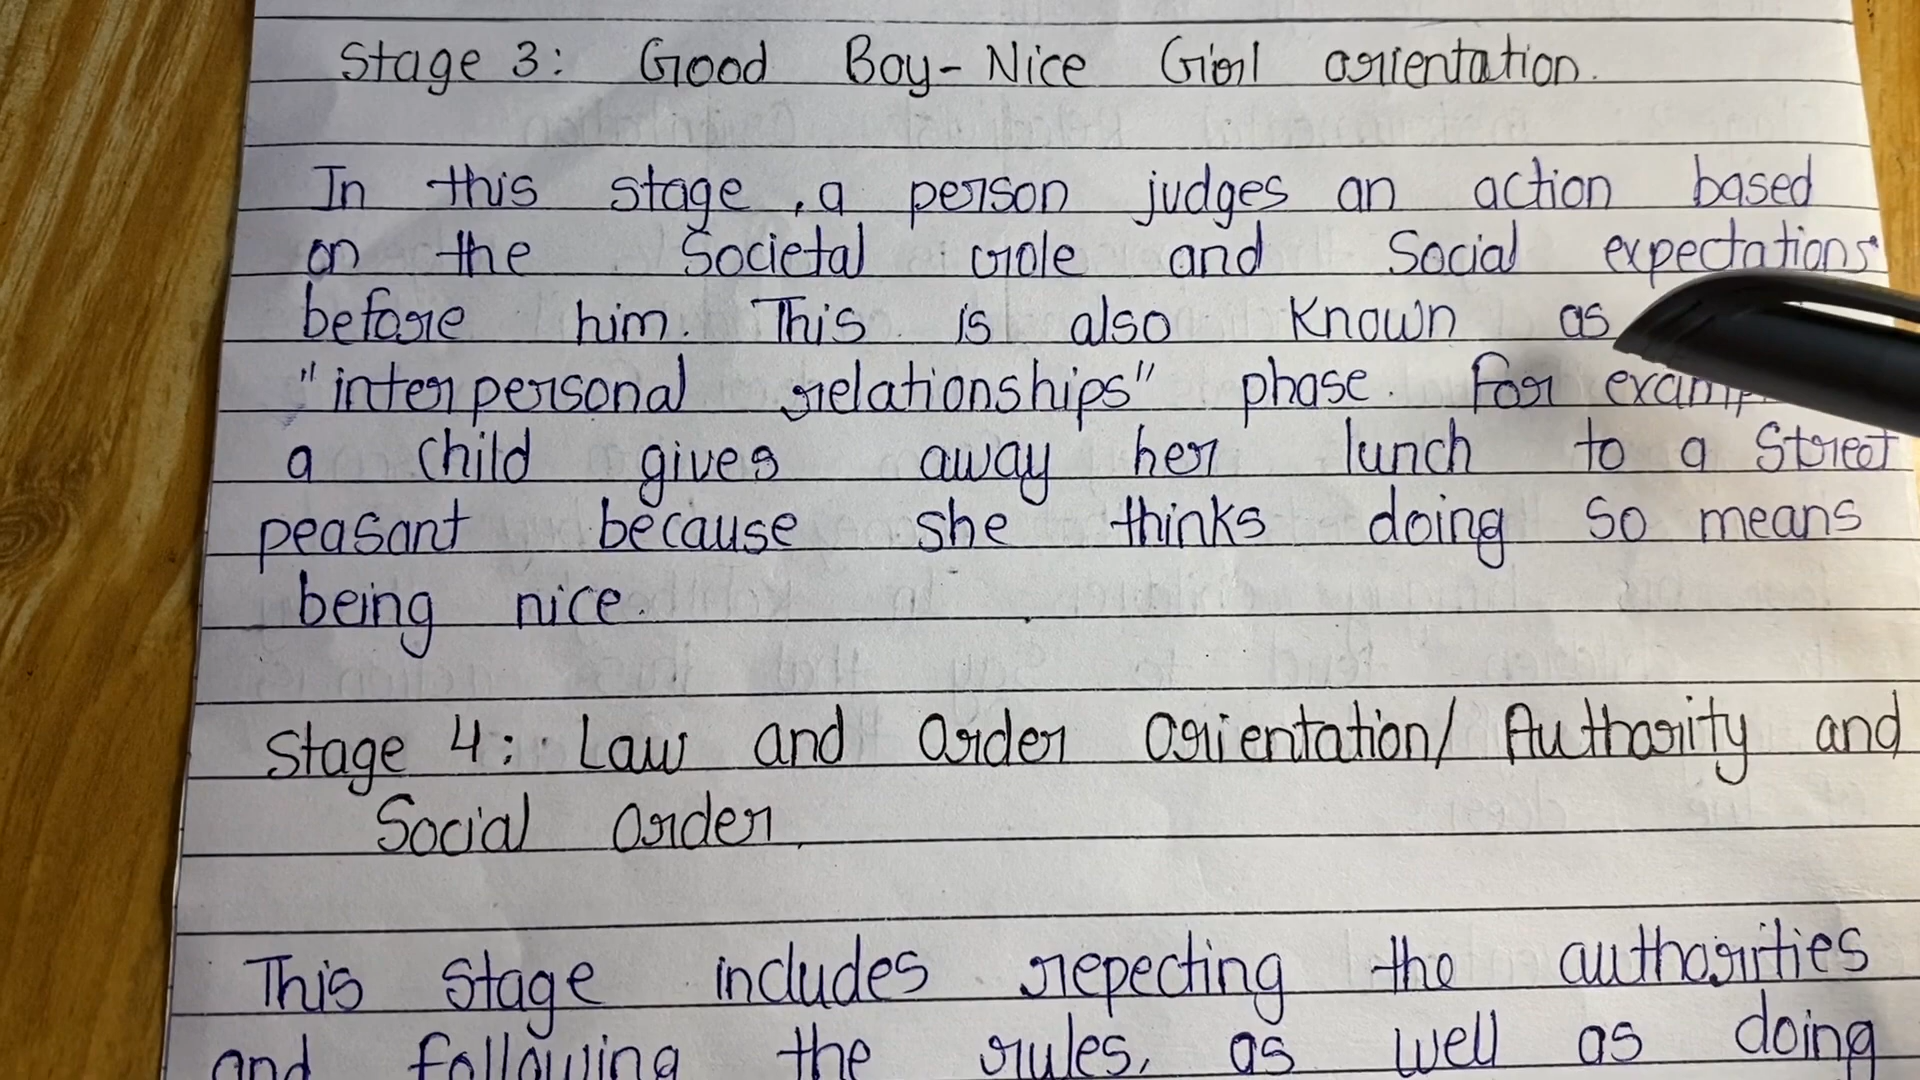 Stage 3: Good Boy-Nice Girl orientation.
In this stage, a person judges an action based
on the Societal role and Social expectations
before him. This is also Known as
"interpersonal relationships" phase. For
a child gives away her lunch to a Street
peasant because she thinks doing so means
being nice.
Stage 4: Law and Order Orientation/ Authority and
Social Order.
This stage includes repecting the authorities
and following the rules, as well as doing